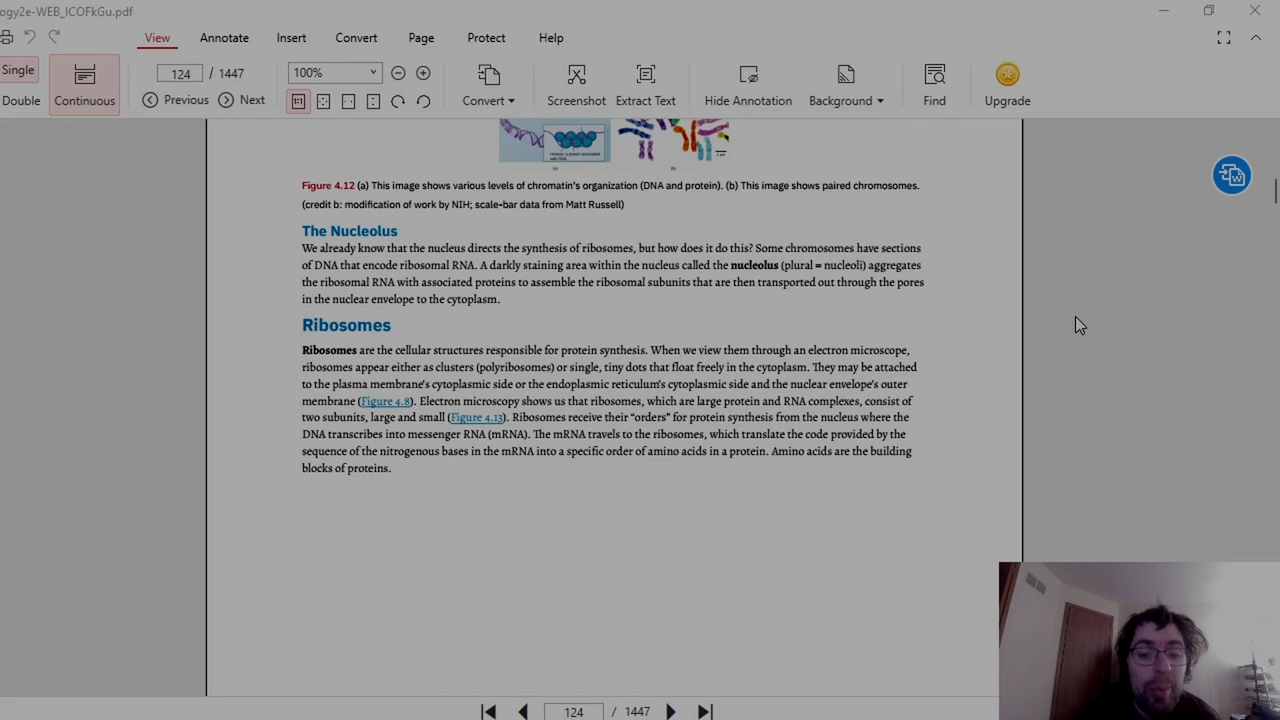 ogy2e-WEB_ICOFkGu.pdf
View Annotate Insert Convert Page Protect Help
Single
Double
Continuous
124 / 1447
Previous Next
100%
Convert
Screenshot
Extract Text
Hide Annotation
Background
Find
Upgrade
Figure 4.12 (a) This image shows various levels of chromatin's organization (DNA and protein). (b) This image shows paired chromosomes.
(credit b: modification of work by NIH; scale-bar data from Matt Russell)
The Nucleolus
We already know that the nucleus directs the synthesis of ribosomes, but how does it do this? Some chromosomes have sections
of DNA that encode ribosomal RNA. A darkly staining area within the nucleus called the nucleolus (plural = nucleoli) aggregates
the ribosomal RNA with associated proteins to assemble the ribosomal subunits that are then transported out through the pores
in the nuclear envelope to the cytoplasm.
Ribosomes
Ribosomes are the cellular structures responsible for protein synthesis. When we view them through an electron microscope,
ribosomes appear either as clusters (polyribosomes) or single, tiny dots that float freely in the cytoplasm. They may be attached
to the plasma membrane's cytoplasmic side or the endoplasmic reticulum's cytoplasmic side and the nuclear envelope's outer
membrane (Figure 4.8). Electron microscopy shows us that ribosomes, which are large protein and RNA complexes, consist of
two subunits, large and small (Figure 4.13). Ribosomes receive their “orders” for protein synthesis from the nucleus where the
DNA transcribes into messenger RNA (mRNA). The mRNA travels to the ribosomes, which translate the code provided by the
sequence of the nitrogenous bases in the mRNA into a specific order of amino acids in a protein. Amino acids are the building
blocks of proteins.
124 / 1447